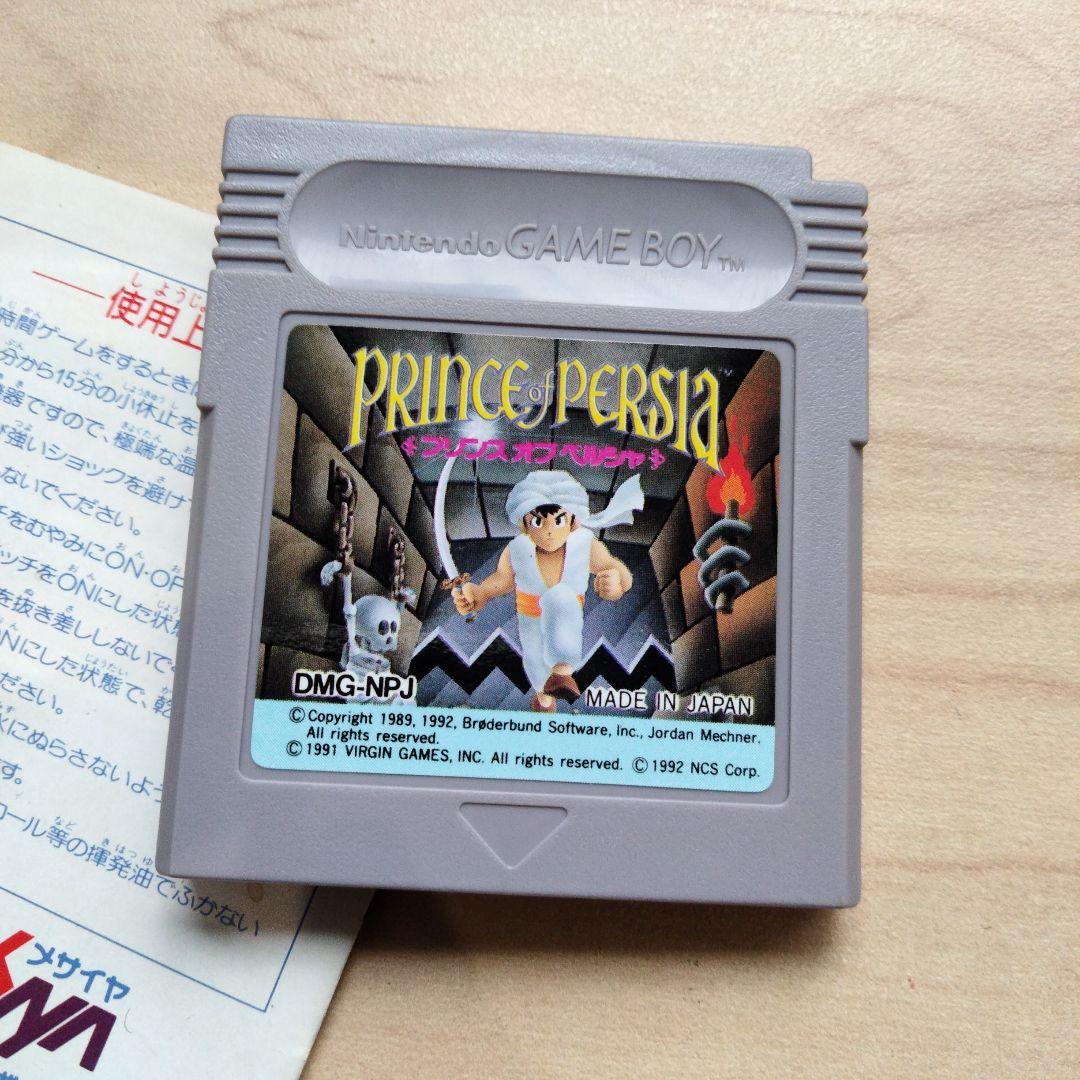 Nintendo GAME BOY TM
PRINCE of PERSIA TM
プリンス オブ ペルシャ
DMG-NPJ
MADE IN JAPAN
© Copyright 1989, 1992, Brøderbund Software, Inc., Jordan Mechner.
All rights reserved.
© 1991 VIRGIN GAMES, INC. All rights reserved. © 1992 NCS Corp.
使用上
時間ゲームをするときは
分から15分の小休止を
機器ですので、極端な温
強いショックを避け
ないでください。
チをむやみにON・OF
ッチをONにした状態
を抜き差ししないで
Nにした状態で、乾
ださい。
水にぬらさないよう
す。
コール等の揮発油でふかない
メサイヤ